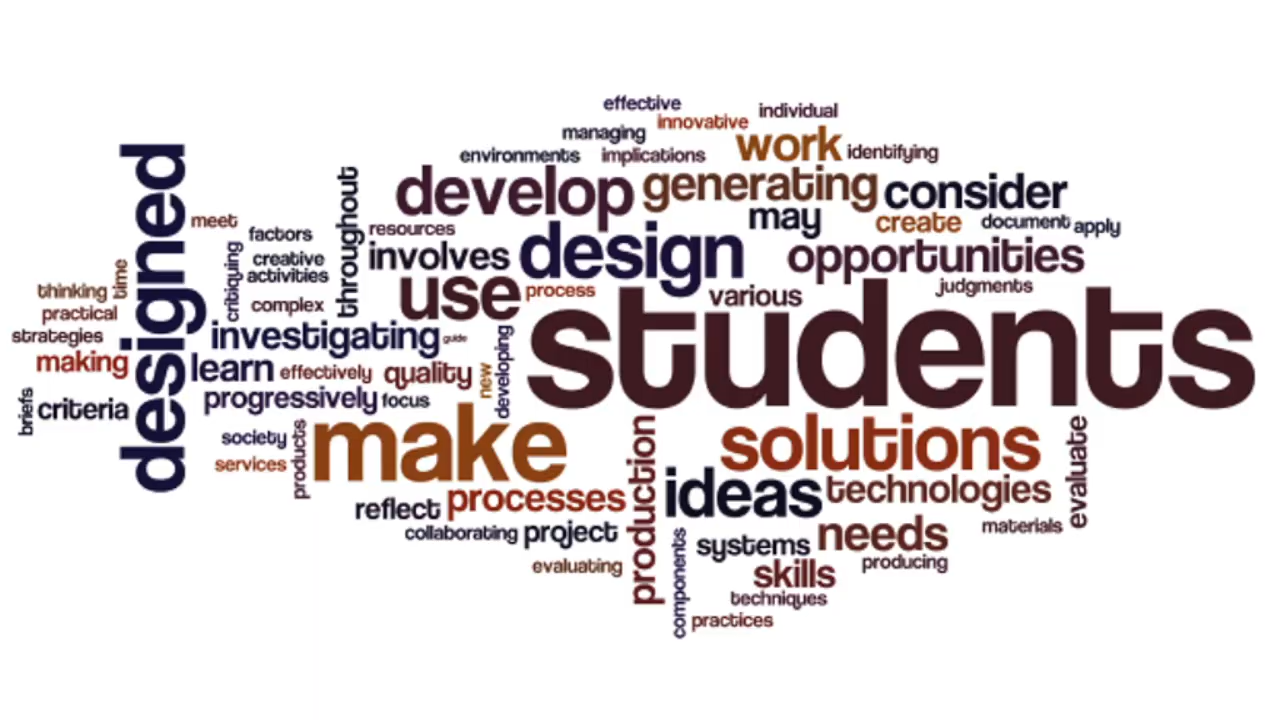 effective
individual
innovative
managing
work
identifying
environments
implications
develop
generating
consider
designed
throughout
may
create
document
apply
meet
factors
resources
involves
design
opportunities
critiquing
creative
activities
time
thinking
use
process
various
judgments
complex
practical
students
strategies
investigating
guide
developing
making
learn
effectively
quality
new
briefs
criteria
progressively
focus
society
products
make
production
solutions
evaluate
services
processes
ideas
technologies
reflect
collaborating
project
components
systems
needs
materials
evaluating
skills
producing
techniques
practices